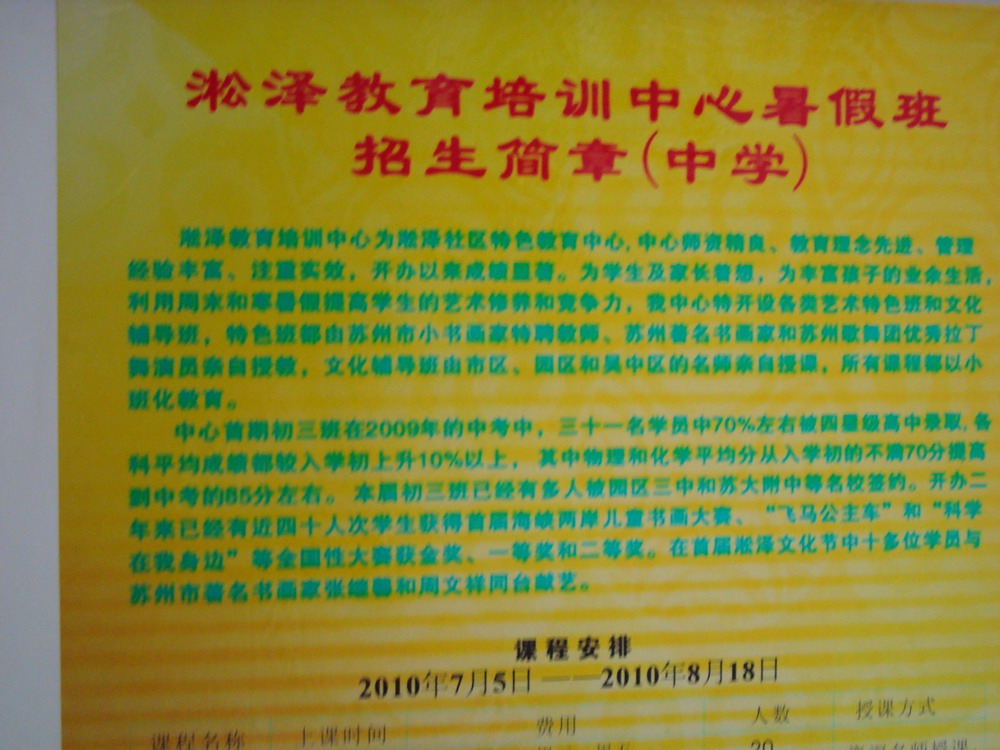 淞泽教育培训中心暑假班
招生简章(中学)
淞泽教育培训中心为淞泽社区特色教育中心,中心师资精良、教育理念先进、管理
经验丰富、注重实效，开办以来成绩显著。为学生及家长着想，为丰富孩子的业余生活，
利用周末和寒暑假提高学生的艺术修养和竞争力，我中心特开设各类艺术特色班和文化
辅导班，特色班都由苏州市小书画家特聘教师、苏州著名书画家和苏州歌舞团优秀拉丁
舞演员亲自授教，文化辅导班由市区、园区和吴中区的名师亲自授课，所有课程都以小
班化教育。
中心首期初三班在2009年的中考中，三十一名学员中70%左右被四星级高中录取,各
科平均成绩都较入学初上升10%以上，其中物理和化学平均分从入学初的不满70分提高
到中考的85分左右。本届初三班已经有多人被园区三中和苏大附中等名校签约。开办二
年来已经有近四十人次学生获得首届海峡两岸儿童书画大赛、“飞马公主车”和“科学
在我身边”等全国性大赛获金奖、一等奖和二等奖。在首届淞泽文化节中十多位学员与
苏州市著名书画家张继馨和周文祥同台献艺。
课程安排
2010年7月5日——2010年8月18日
课程名称 上课时间 费用 人数 授课方式
20